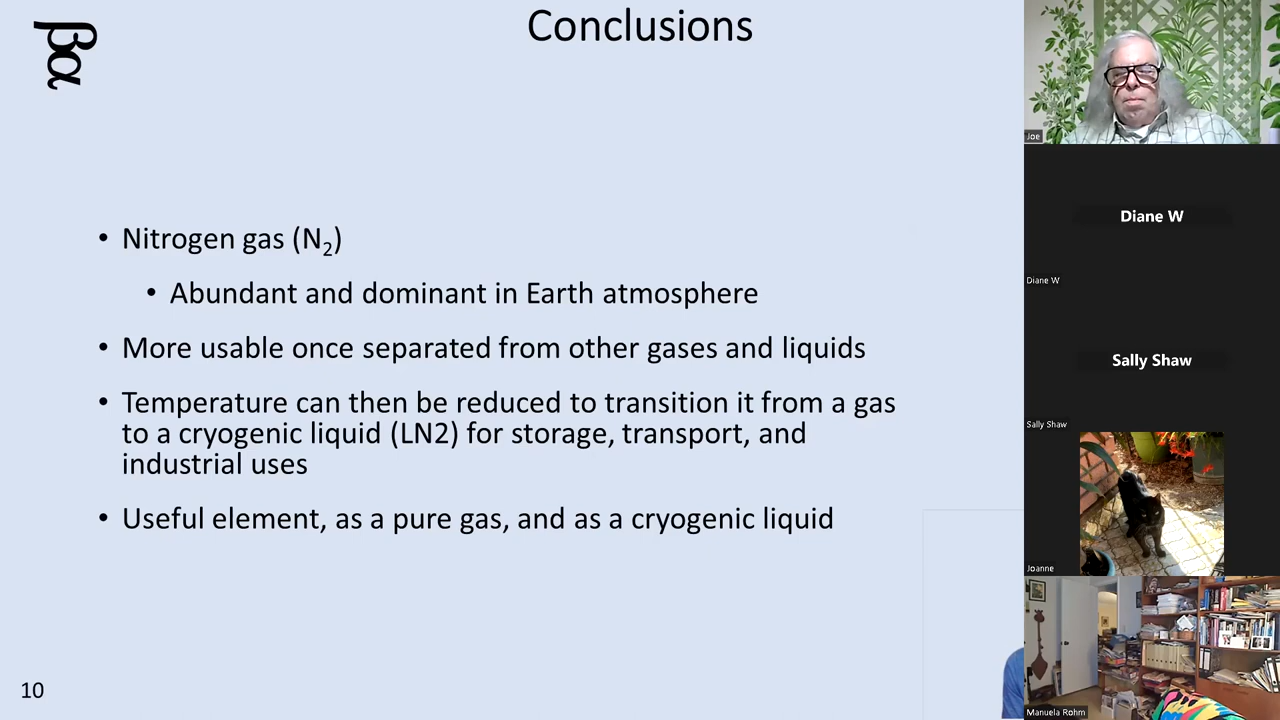 βα
Conclusions
• Nitrogen gas (N₂)
• Abundant and dominant in Earth atmosphere
• More usable once separated from other gases and liquids
• Temperature can then be reduced to transition it from a gas
to a cryogenic liquid (LN2) for storage, transport, and
industrial uses
• Useful element, as a pure gas, and as a cryogenic liquid
10
Joe
Diane W
Diane W
Sally Shaw
Sally Shaw
Joanne
Manuela Rohm